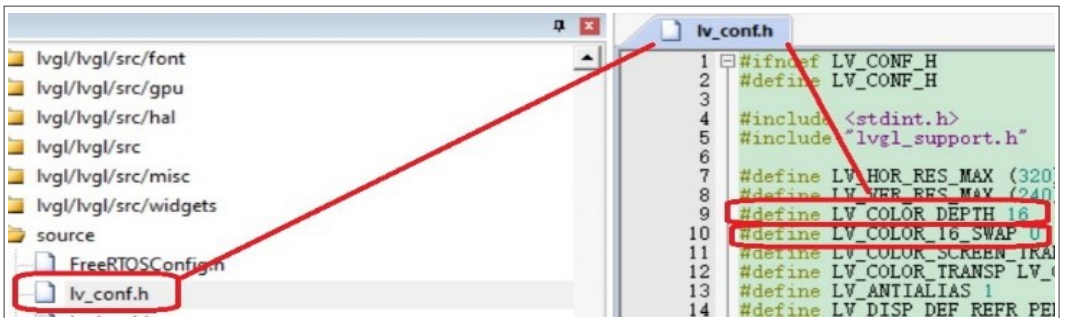 lvgl/lvgl/src/font
lvgl/lvgl/src/gpu
lvgl/lvgl/src/hal
lvgl/lvgl/src
lvgl/lvgl/src/misc
lvgl/lvgl/src/widgets
source
FreeRTOSConfig.h
lv_conf.h
lv_conf.h
1 #ifndef LV_CONF_H
2 #define LV_CONF_H
3
4 #include <stdint.h>
5 #include "lvgl_support.h"
6
7 #define LV_HOR_RES_MAX (320)
8 #define LV_VER_RES_MAX (240)
9 #define LV_COLOR_DEPTH 16
10 #define LV_COLOR_16_SWAP 0
11 #define LV_COLOR_SCREEN_TRA
12 #define LV_COLOR_TRANSP LV_
13 #define LV_ANTIALIAS 1
14 #define LV_DISP_DEF_REFR_PE